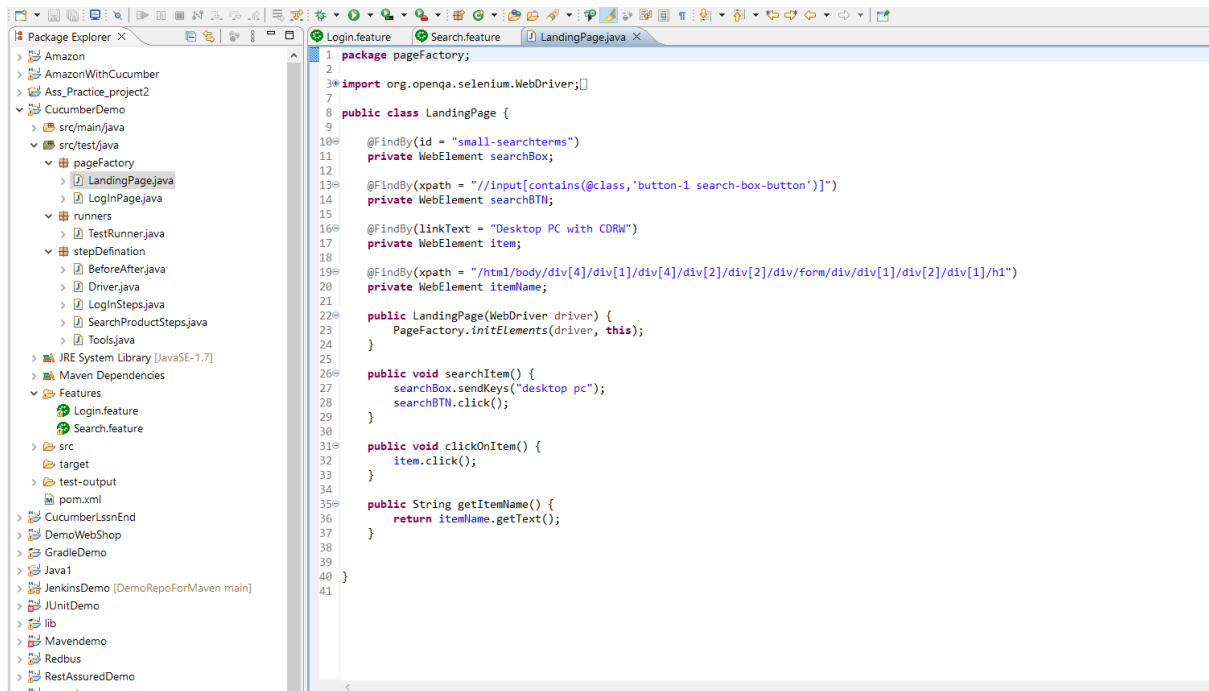 Package Explorer
Amazon
AmazonWithCucumber
Ass_Practice_project2
CucumberDemo
src/main/java
src/test/java
pageFactory
LandingPage.java
LogInPage.java
runners
TestRunner.java
stepDefination
BeforeAfter.java
Driver.java
LogInSteps.java
SearchProductSteps.java
Tools.java
JRE System Library [JavaSE-1.7]
Maven Dependencies
Features
Login.feature
Search.feature
src
target
test-output
pom.xml
CucumberLssnEnd
DemoWebShop
GradleDemo
Java1
JenkinsDemo [DemoRepoForMaven main]
JUnitDemo
lib
Mavendemo
Redbus
RestAssuredDemo
Login.feature Search.feature LandingPage.java
1 package pageFactory;
2
3 import org.openqa.selenium.WebDriver;
7
8 public class LandingPage {
9
10 @FindBy(id = "small-searchterms")
11 private WebElement searchBox;
12
13 @FindBy(xpath = "//input[contains(@class,'button-1 search-box-button')]")
14 private WebElement searchBTN;
15
16 @FindBy(linkText = "Desktop PC with CDRW")
17 private WebElement item;
18
19 @FindBy(xpath = "/html/body/div[4]/div[1]/div[4]/div[2]/div[2]/div/form/div/div[1]/div[2]/div[1]/h1")
20 private WebElement itemName;
21
22 public LandingPage(WebDriver driver) {
23 PageFactory.initElements(driver, this);
24 }
25
26 public void searchItem() {
27 searchBox.sendKeys("desktop pc");
28 searchBTN.click();
29 }
30
31 public void clickOnItem() {
32 item.click();
33 }
34
35 public String getItemName() {
36 return itemName.getText();
37 }
38
39
40 }
41